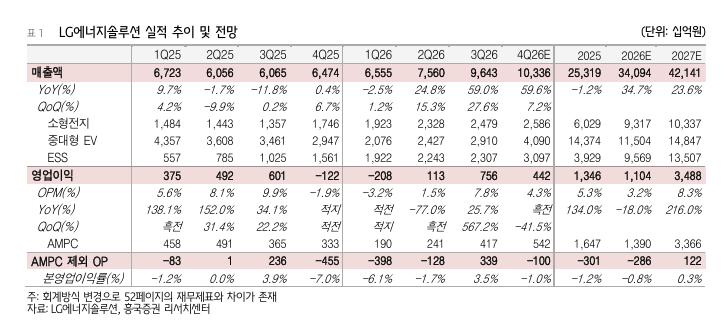 표 1 LG에너지솔루션 실적 추이 및 전망 (단위: 십억원)
1Q25 2Q25 3Q25 4Q25 1Q26 2Q26 3Q26 4Q26E 2025 2026E 2027E
매출액 6,723 6,056 6,065 6,474 6,555 7,560 9,643 10,336 25,319 34,094 42,141
YoY(%) 9.7% -1.7% -11.8% 0.4% -2.5% 24.8% 59.0% 59.6% -1.2% 34.7% 23.6%
QoQ(%) 4.2% -9.9% 0.2% 6.7% 1.2% 15.3% 27.6% 7.2%
소형전지 1,484 1,443 1,357 1,746 1,923 2,328 2,479 2,586 6,029 9,317 10,337
중대형 EV 4,357 3,608 3,461 2,947 2,076 2,427 2,910 4,090 14,374 11,504 14,847
ESS 557 785 1,025 1,561 1,922 2,243 2,307 3,097 3,929 9,569 13,507
영업이익 375 492 601 -122 -208 113 756 442 1,346 1,104 3,488
OPM(%) 5.6% 8.1% 9.9% -1.9% -3.2% 1.5% 7.8% 4.3% 5.3% 3.2% 8.3%
YoY(%) 138.1% 152.0% 34.1% 적지 적전 -77.0% 25.7% 흑전 134.0% -18.0% 216.0%
QoQ(%) 흑전 31.4% 22.2% 적전 적지 흑전 567.2% -41.5%
AMPC 458 491 365 333 190 241 417 542 1,647 1,390 3,366
AMPC 제외 OP -83 1 236 -455 -398 -128 339 -100 -301 -286 122
본영업이익률(%) -1.2% 0.0% 3.9% -7.0% -6.1% -1.7% 3.5% -1.0% -1.2% -0.8% 0.3%
주: 회계방식 변경으로 52페이지의 재무제표와 차이가 존재
자료: LG에너지솔루션, 흥국증권 리서치센터